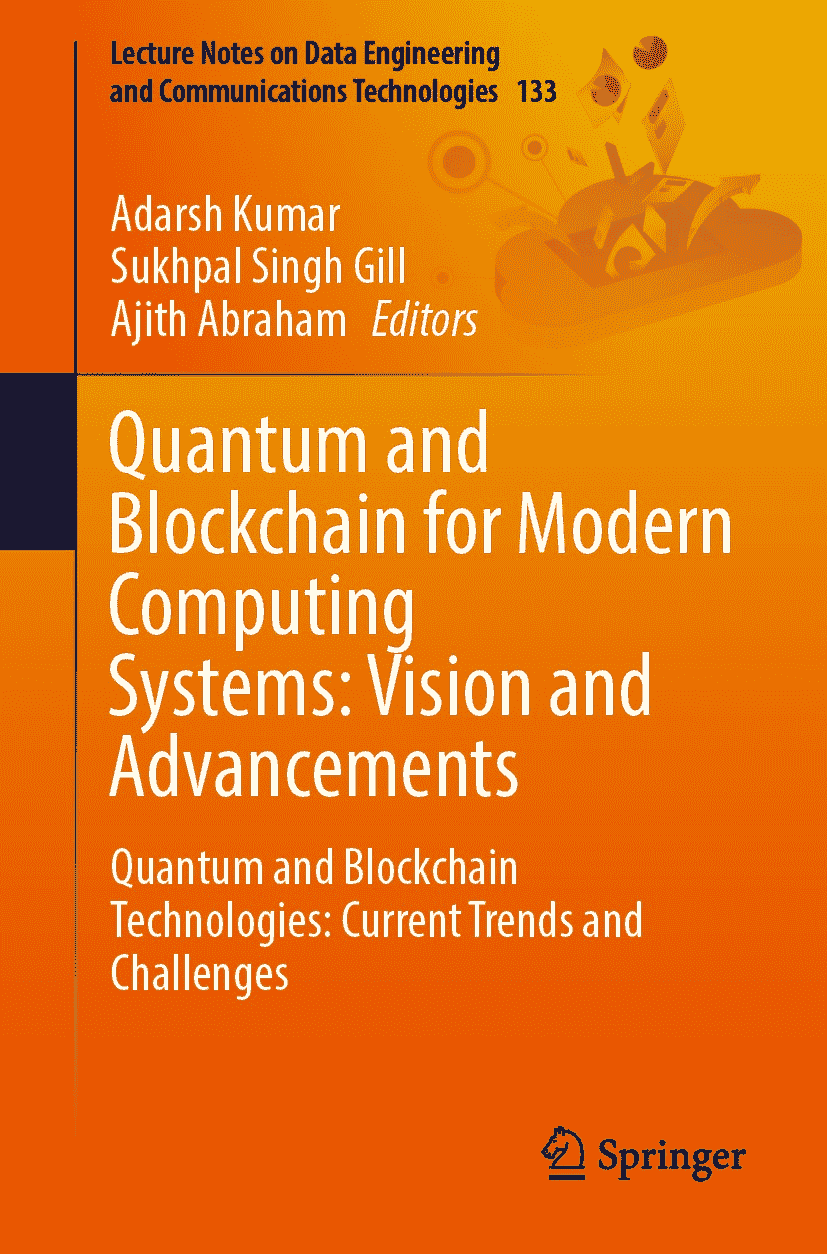 Lecture Notes on Data Engineering
and Communications Technologies 133
Adarsh Kumar
Sukhpal Singh Gill
Ajith Abraham Editors
Quantum and
Blockchain for Modern
Computing
Systems: Vision and
Advancements
Quantum and Blockchain
Technologies: Current Trends and
Challenges
Springer